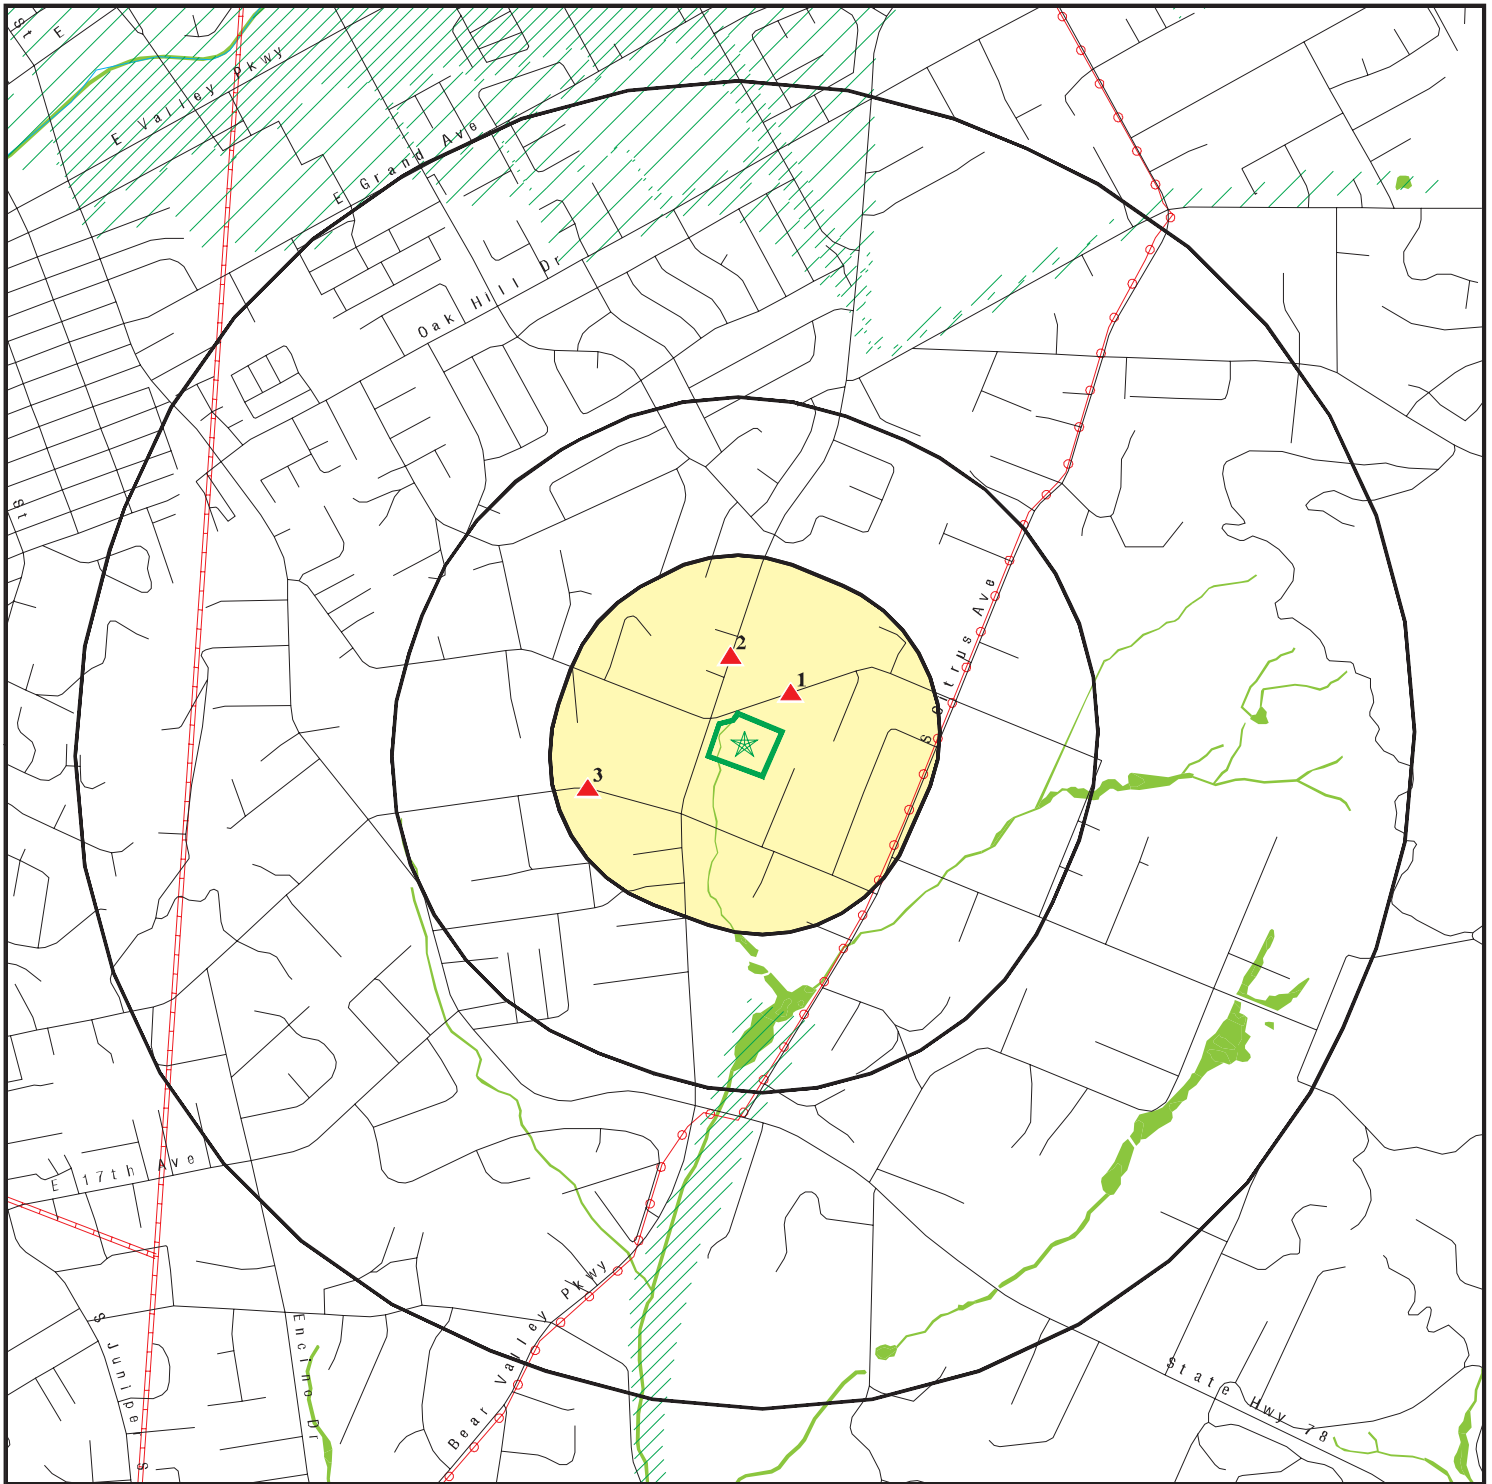 St
E
E Valley Pkwy
E Grand Ave
Oak Hill Dr
St
S Citrus Ave
2
1
3
E 17th Ave
Bear Valley Pkwy
S Juniper S
Encino Dr
State Hwy 78